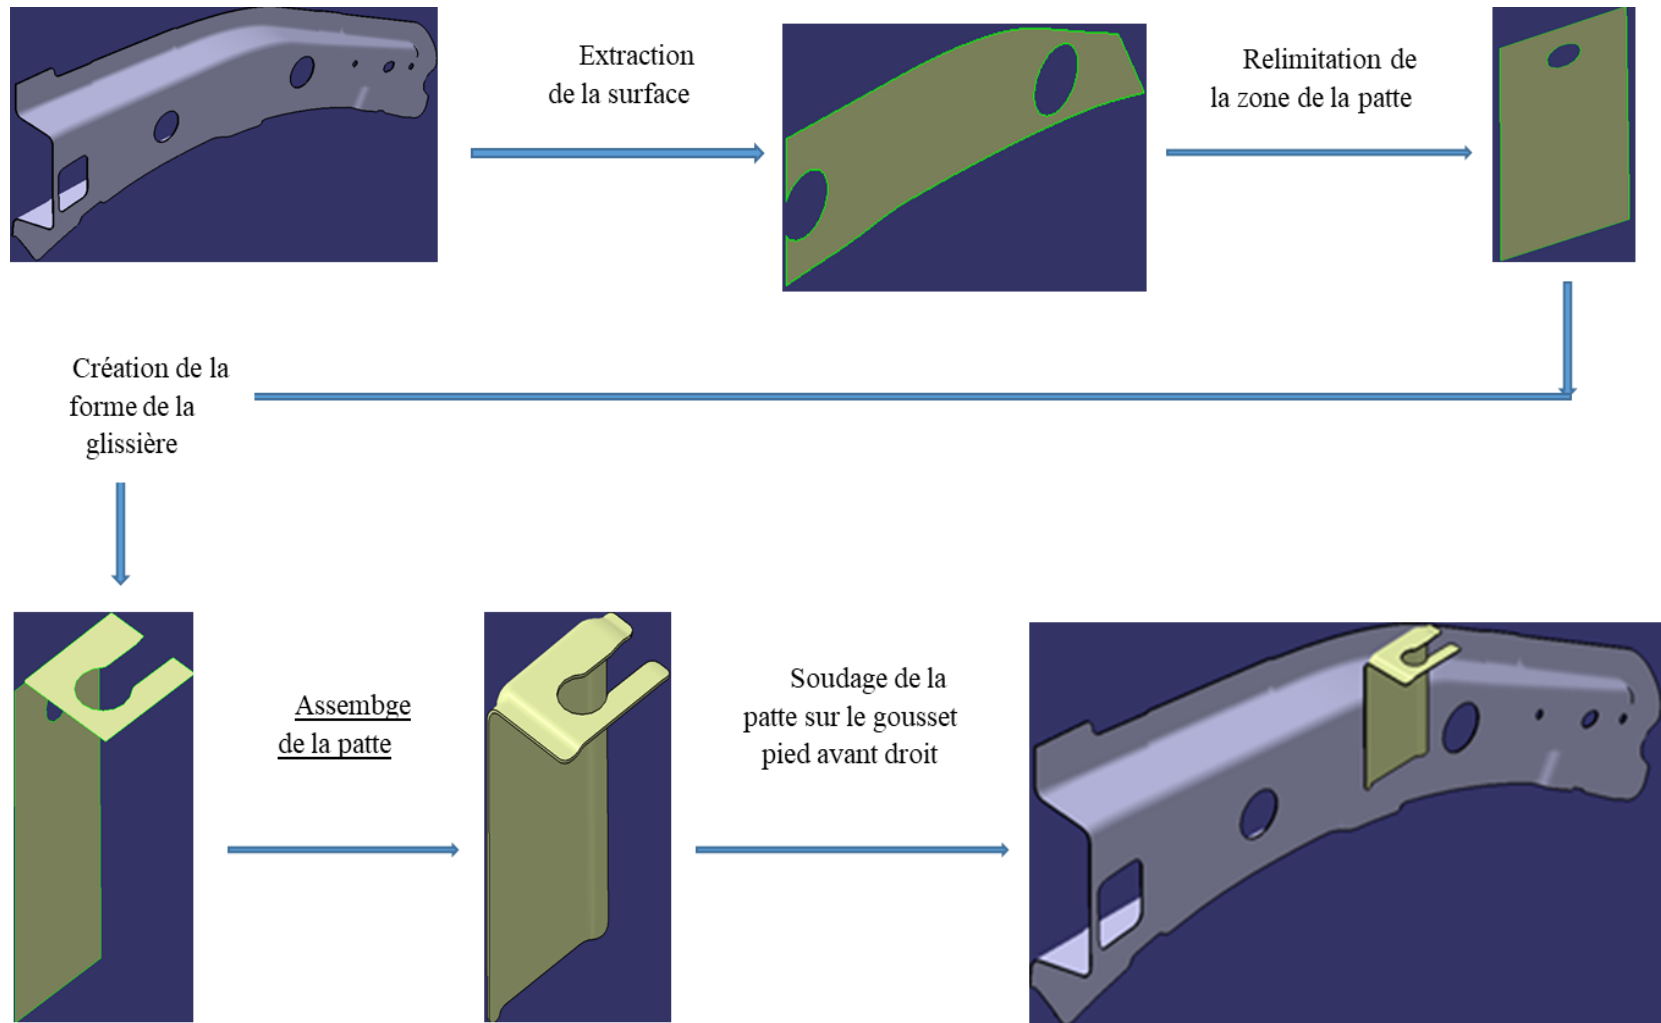 Extraction
de la surface
Relimitation de
la zone de la patte
Création de la
forme de la
glissière
Assembge
de la patte
Soudage de la
patte sur le gousset
pied avant droit